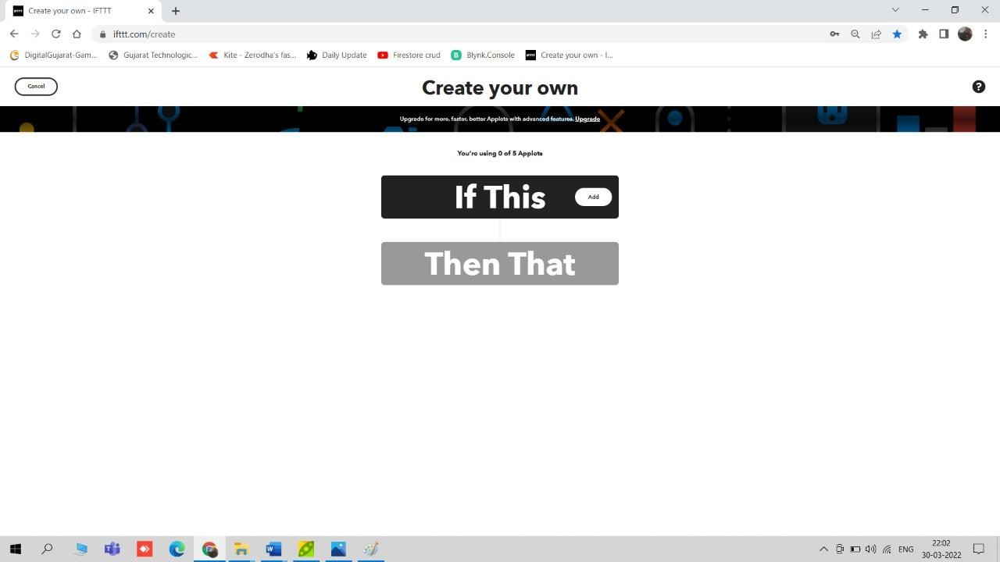 IFTTT Create your own - IFTTT
ifttt.com/create
DigitalGujarat-Gam... Gujarat Technologic... Kite - Zerodha's fas... Daily Update Firestore crud B Blynk.Console IFTTT Create your own - I...
Cancel
Create your own
?
Upgrade for more, faster, better Applets with advanced features. Upgrade
You're using 0 of 5 Applets
If This
Add
Then That
ENG
22:02
30-03-2022